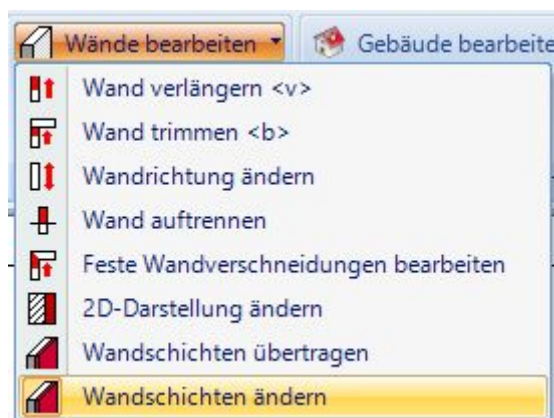 Wände bearbeiten Gebäude bearbeite
Wand verlängern <v>
Wand trimmen <b>
Wandrichtung ändern
Wand auftrennen
Feste Wandverschneidungen bearbeiten
2D-Darstellung ändern
Wandschichten übertragen
Wandschichten ändern